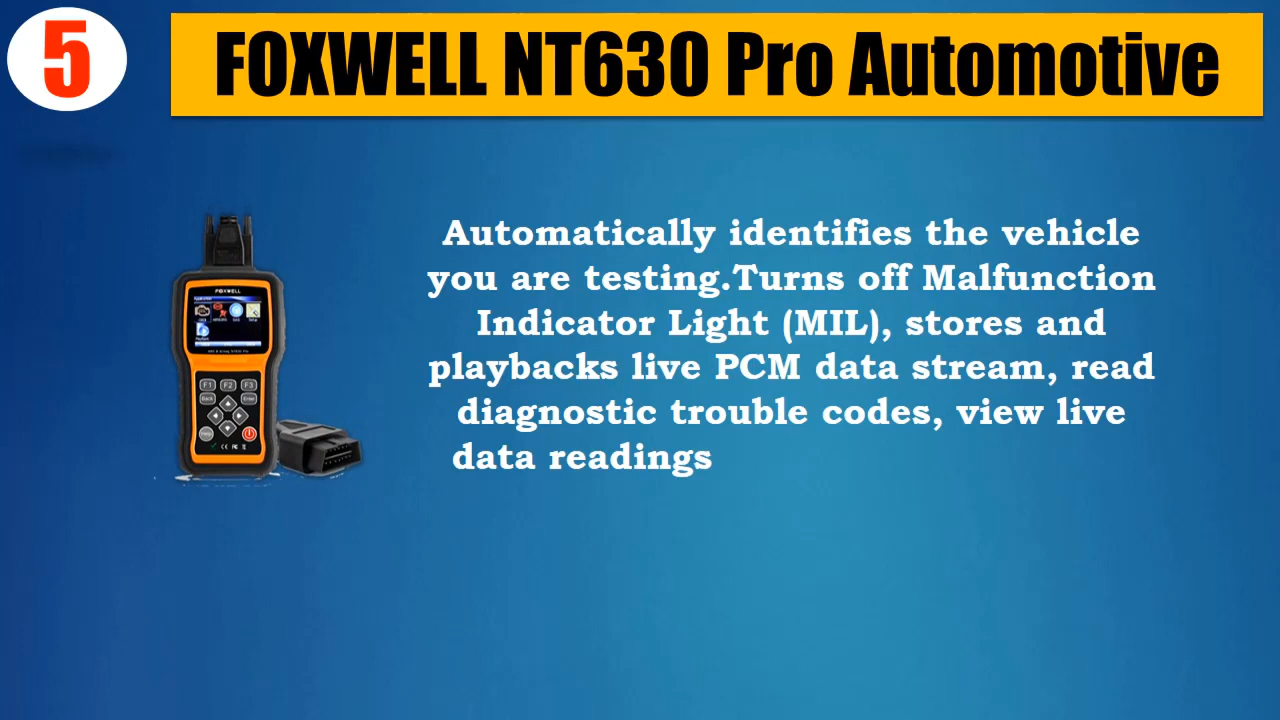 5
FOXWELL NT630 Pro Automotive
Automatically identifies the vehicle
you are testing.Turns off Malfunction
Indicator Light (MIL), stores and
playbacks live PCM data stream, read
diagnostic trouble codes, view live
data readings
FOXWELL
F1 F2 F3
Back Enter
Help